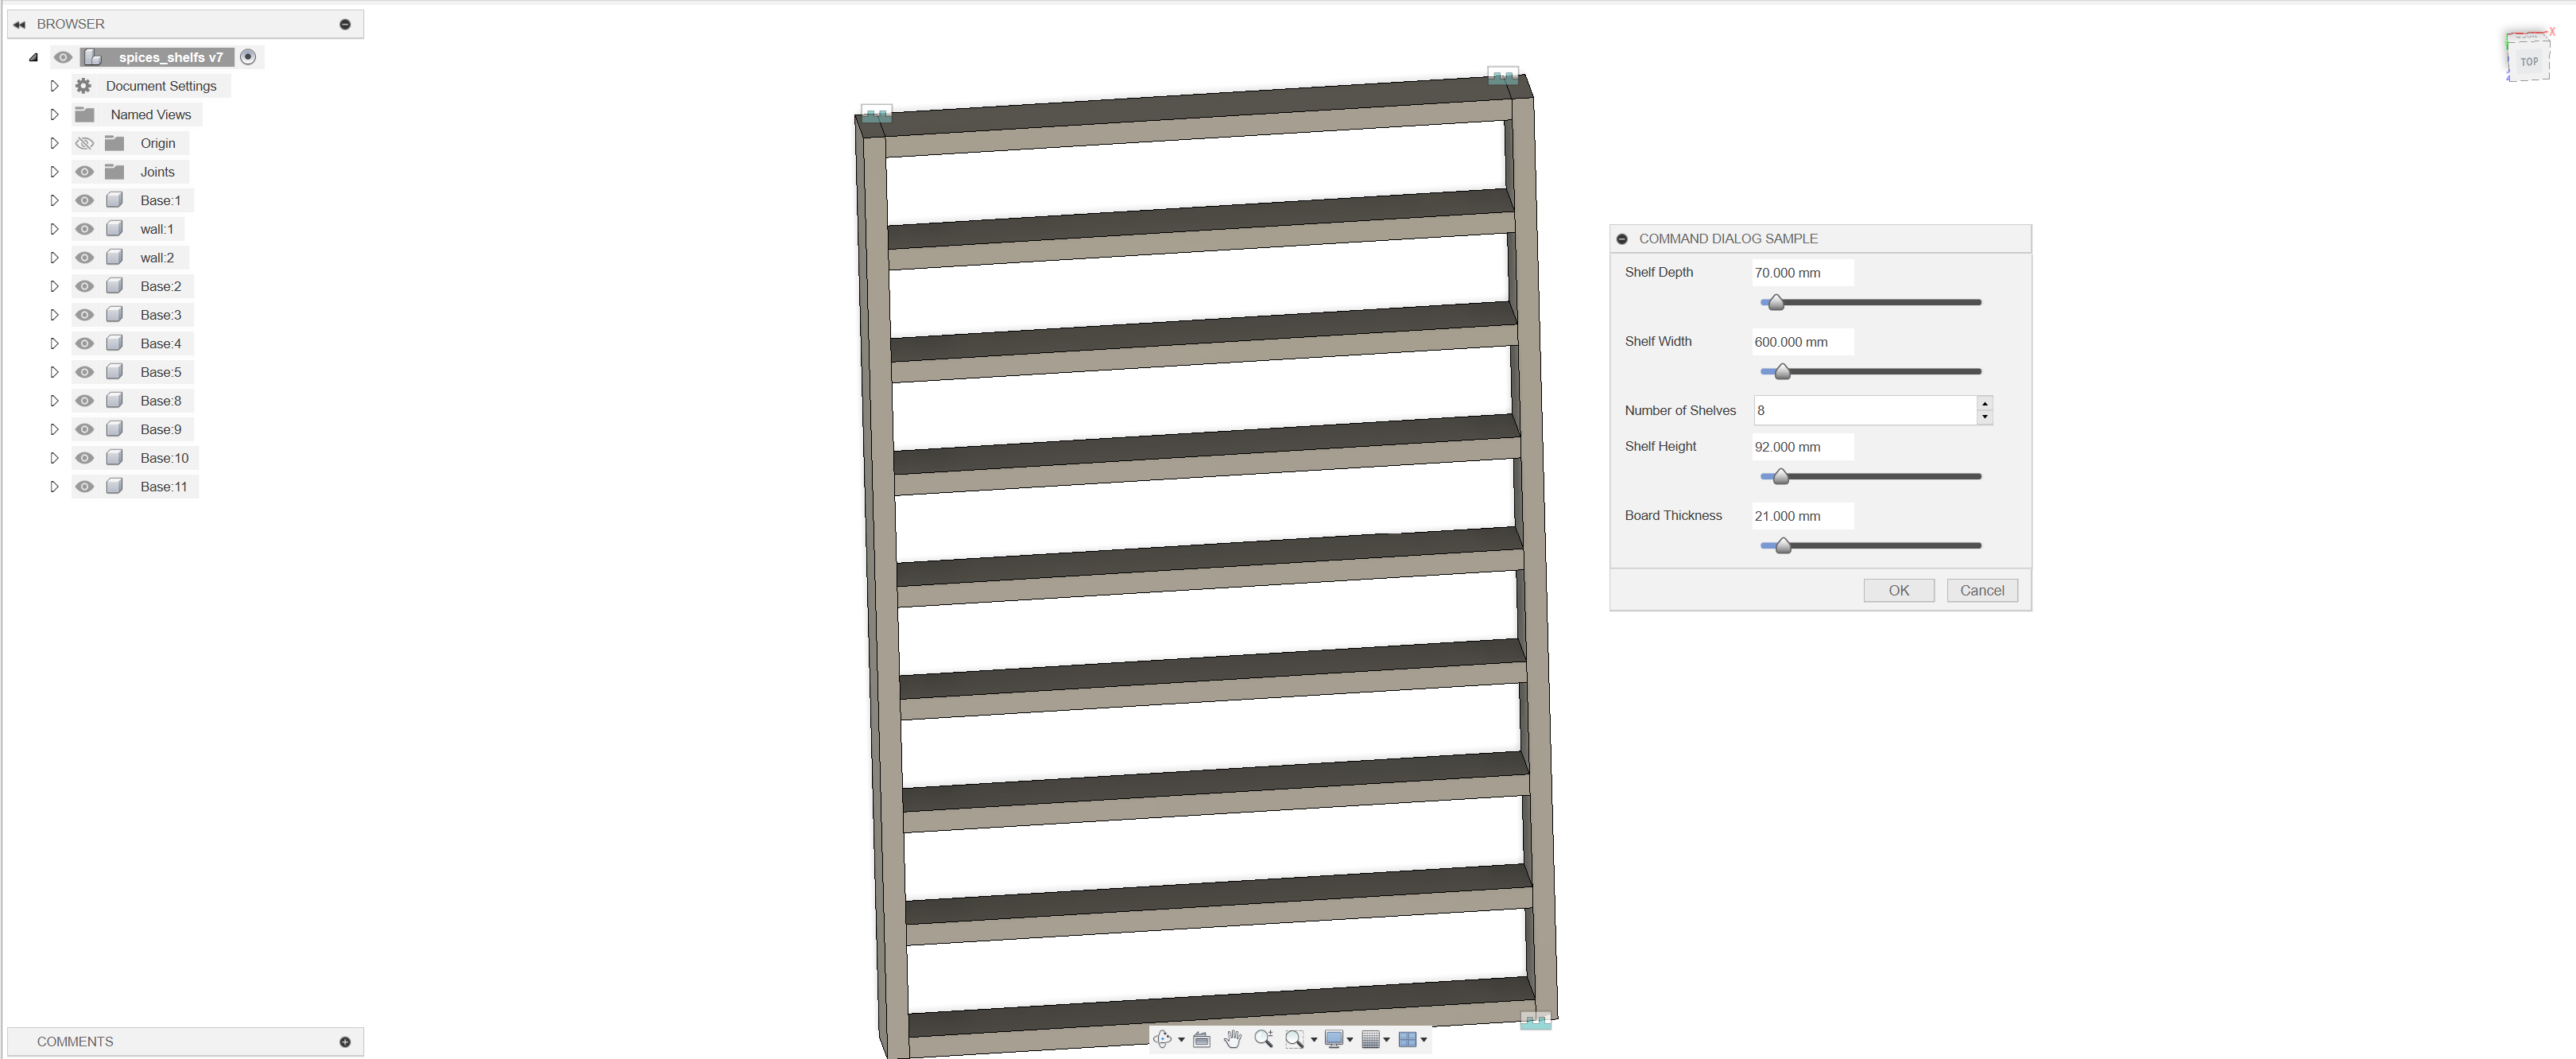 BROWSER
spices_shelfs v7
Document Settings
Named Views
Origin
Joints
Base:1
wall:1
wall:2
Base:2
Base:3
Base:4
Base:5
Base:8
Base:9
Base:10
Base:11
COMMENTS
COMMAND DIALOG SAMPLE
Shelf Depth 70.000 mm
Shelf Width 600.000 mm
Number of Shelves 8
Shelf Height 92.000 mm
Board Thickness 21.000 mm
OK Cancel
X
TOP